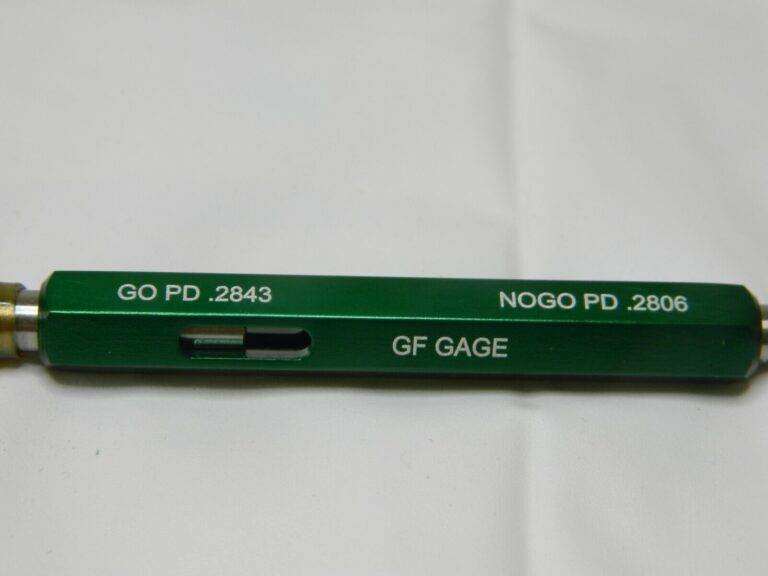 GO PD .2843
NOGO PD .2806
GF GAGE